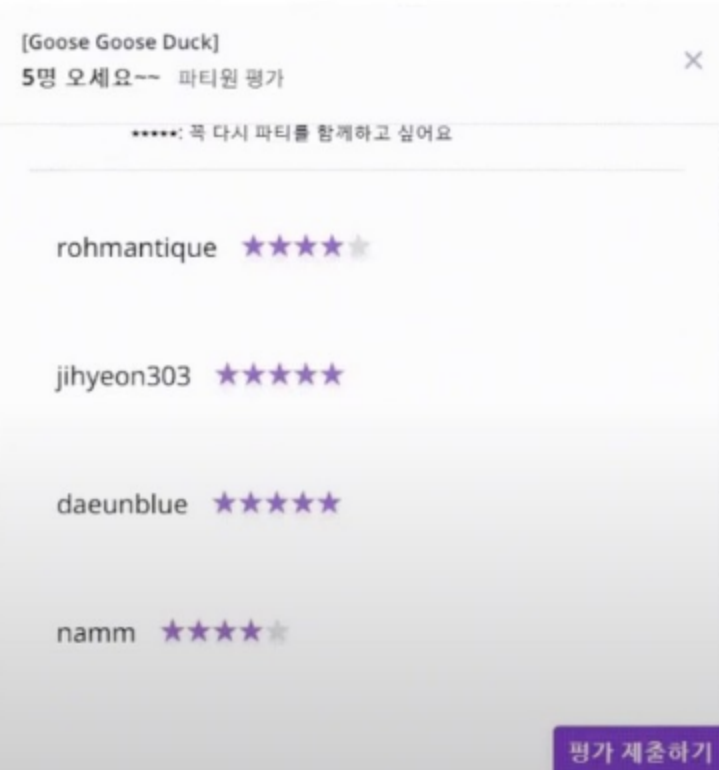 [Goose Goose Duck]
5명 오세요~~ 파티원 평가
★★★★★: 꼭 다시 파티를 함께하고 싶어요
rohmantique ★★★★★
jihyeon303 ★★★★★
daeunblue ★★★★★
namm ★★★★★
평가 제출하기